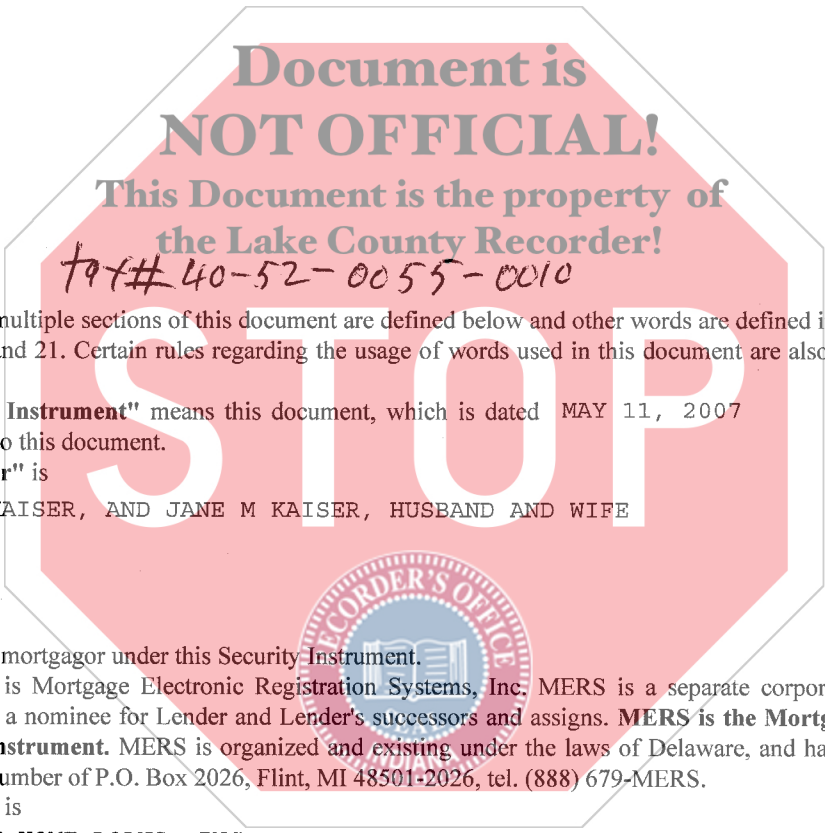 Document is
NOT OFFICIAL!
This Document is the property of
the Lake County Recorder!
tax# 40-52-0055-0010
multiple sections of this document are defined below and other words are defined i
nd 21. Certain rules regarding the usage of words used in this document are also
Instrument" means this document, which is dated MAY 11, 2007
o this document.
r" is
AISER, AND JANE M KAISER, HUSBAND AND WIFE
STOP
RECORDER'S OFFICE
mortgagor under this Security Instrument.
is Mortgage Electronic Registration Systems, Inc. MERS is a separate corpor
a nominee for Lender and Lender's successors and assigns. MERS is the Mortg
nstrument. MERS is organized and existing under the laws of Delaware, and ha
umber of P.O. Box 2026, Flint, MI 48501-2026, tel. (888) 679-MERS.
INDIANA
is